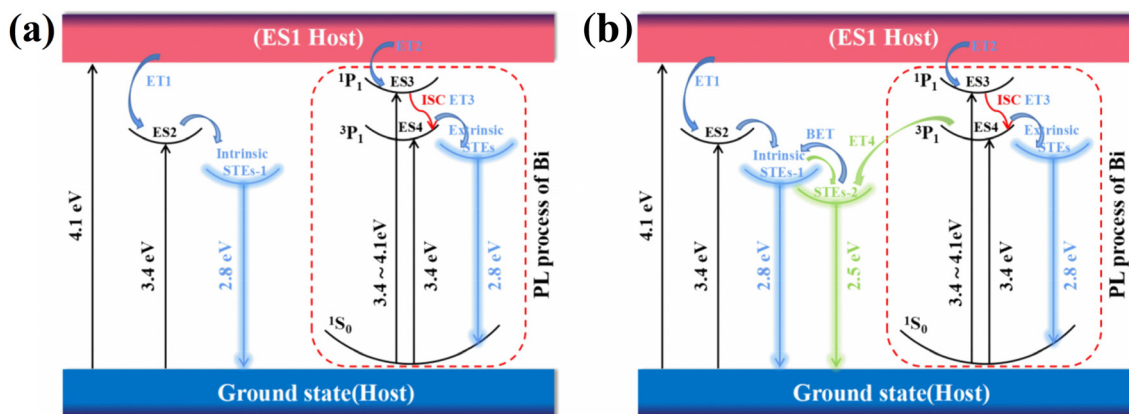 (a)
(ES1 Host)
ET1
ET2
¹P₁
ES3
ISC ET3
ES2
³P₁
ES4
Extrinsic
STEs
Intrinsic
STEs-1
4.1 eV
3.4 eV
2.8 eV
3.4~4.1eV
3.4 eV
2.8 eV
¹S₀
PL process of Bi
Ground state(Host)
(b)
(ES1 Host)
ET1
¹P₁
ES3
ISC ET3
ES2
BET
ET4
³P₁
ES4
Extrinsic
STEs
Intrinsic
STEs-1
STEs-2
4.1 eV
3.4 eV
2.8 eV
2.5 eV
3.4~4.1eV
3.4 eV
2.8 eV
¹S₀
PL process of Bi
Ground state(Host)